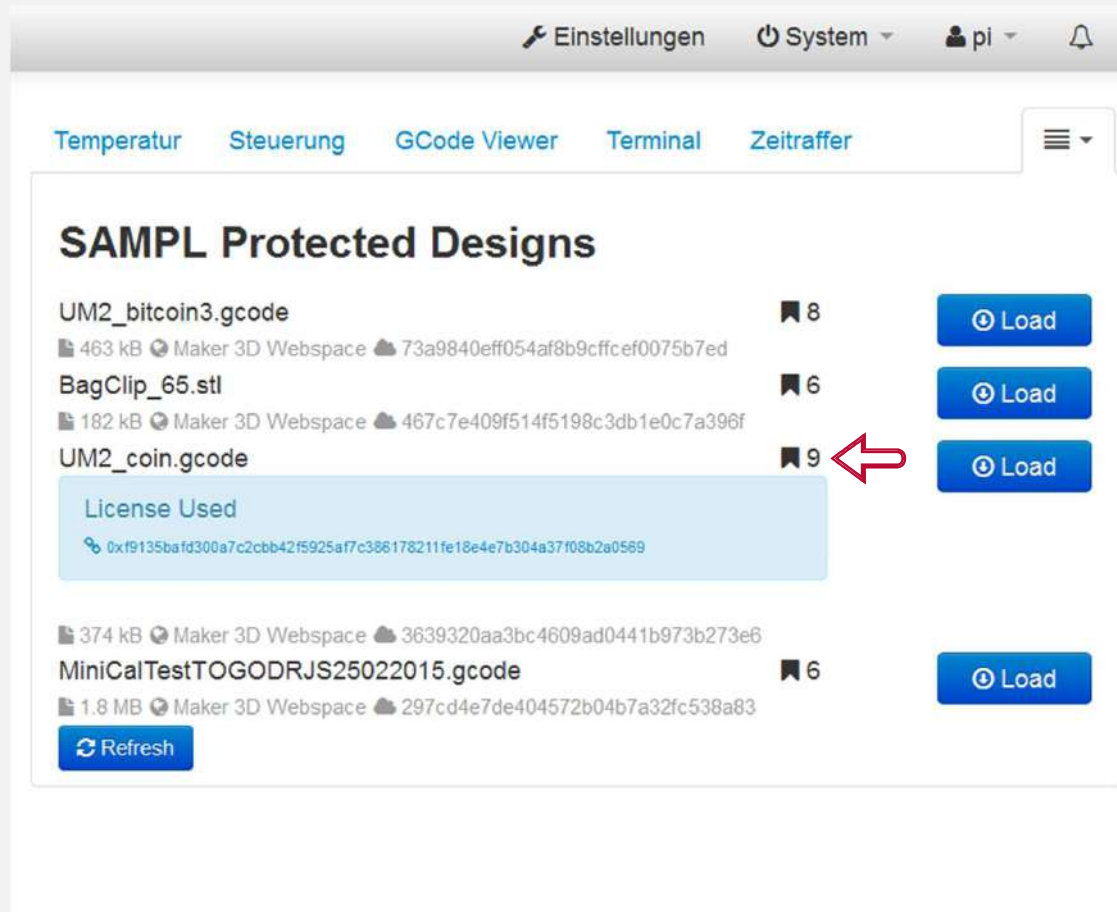 Einstellungen System pi
Temperatur Steuerung GCode Viewer Terminal Zeitraffer
SAMPL Protected Designs
UM2_bitcoin3.gcode 8 Load
463 kB Maker 3D Webspace 73a9840eff054af8b9cffcef0075b7ed
BagClip_65.stl 6 Load
182 kB Maker 3D Webspace 467c7e409f514f5198c3db1e0c7a396f
UM2_coin.gcode 9 Load
License Used
0xf9135bafd300a7c2cbb42f5925af7c386178211fe18e4e7b304a37f08b2a0569
374 kB Maker 3D Webspace 3639320aa3bc4609ad0441b973b273e6
MiniCalTestTOGODRJS25022015.gcode 6 Load
1.8 MB Maker 3D Webspace 297cd4e7de404572b04b7a32fc538a83
Refresh